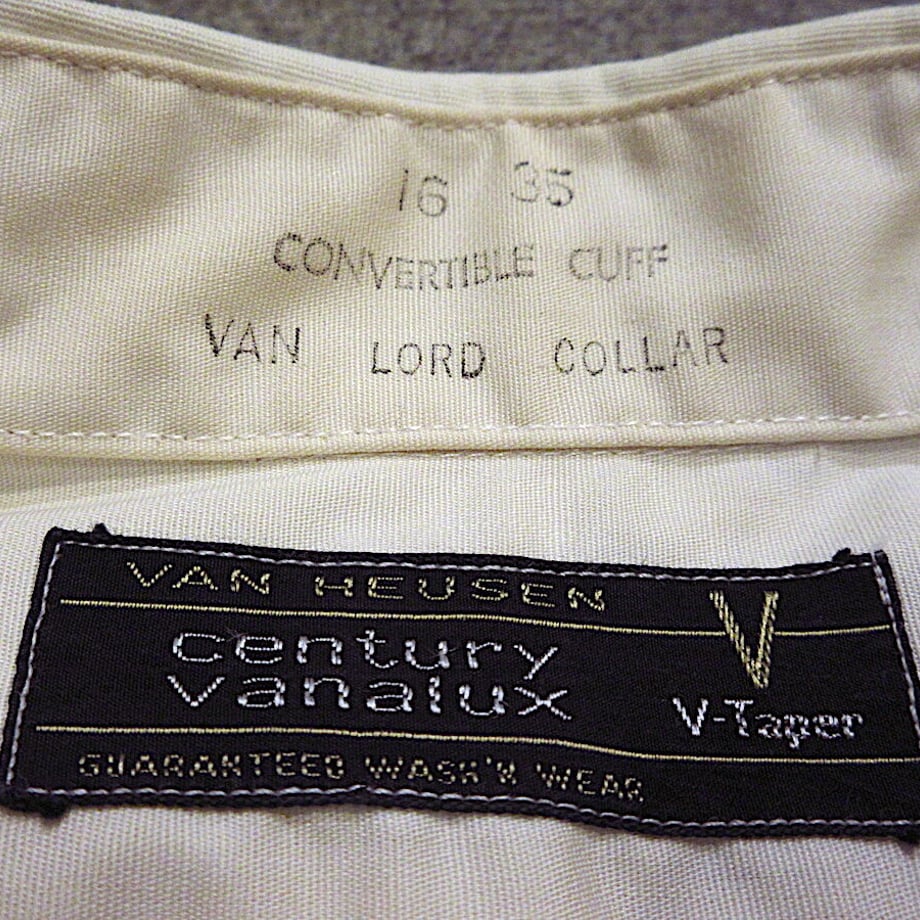 16 35
CONVERTIBLE CUFF
VAN LORD COLLAR
VAN HEUSEN
V
century
vanalux
V-Taper
GUARANTEED WASH'N WEAR